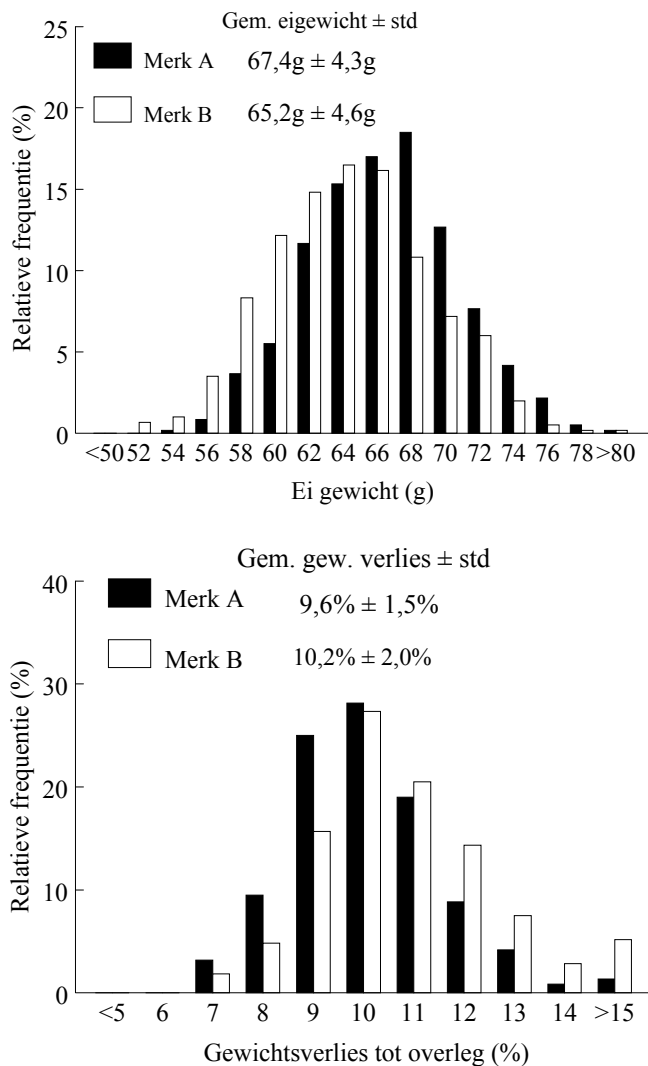 Gem. eigewicht ± std
Merk A 67,4g ± 4,3g
Merk B 65,2g ± 4,6g
Relatieve frequentie (%)
25
20
15
10
5
0
<50 52 54 56 58 60 62 64 66 68 70 72 74 76 78 >80
Ei gewicht (g)
Gem. gew. verlies ± std
Merk A 9,6% ± 1,5%
Merk B 10,2% ± 2,0%
Relatieve frequentie (%)
40
30
20
10
0
<5 6 7 8 9 10 11 12 13 14 >15
Gewichtsverlies tot overleg (%)